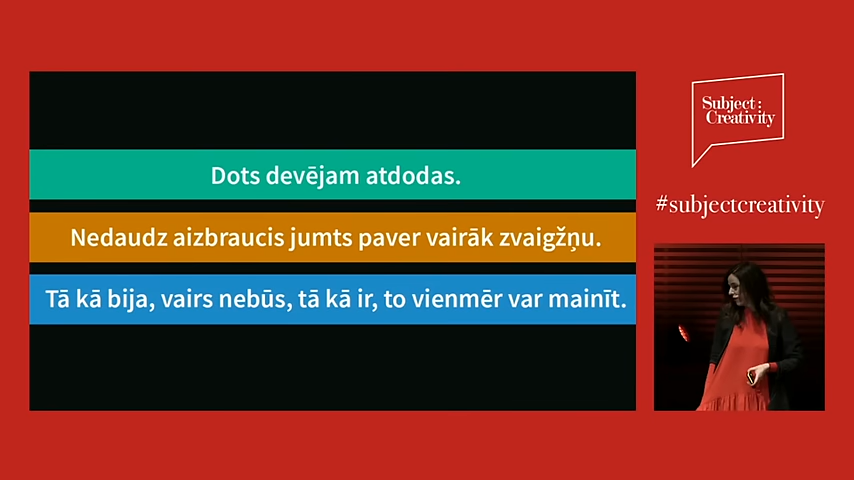 Dots devējam atdodas.
Nedaudz aizbraucis jumts paver vairāk zvaigžņu.
Tā kā bija, vairs nebūs, tā kā ir, to vienmēr var mainīt.
Subject:
Creativity
#subjectcreativity